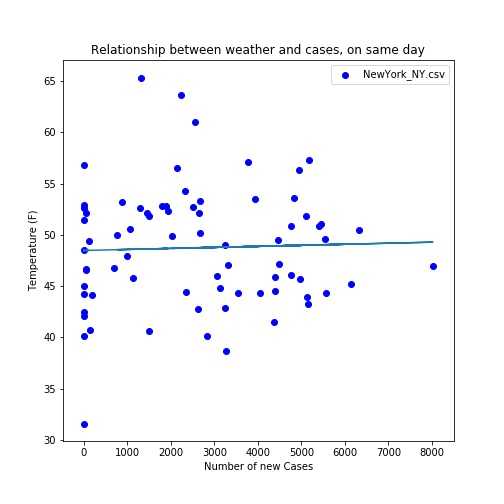 Relationship between weather and cases, on same day
NewYork_NY.csv
65
60
55
50
45
40
35
30
Temperature (F)
0 1000 2000 3000 4000 5000 6000 7000 8000
Number of new Cases